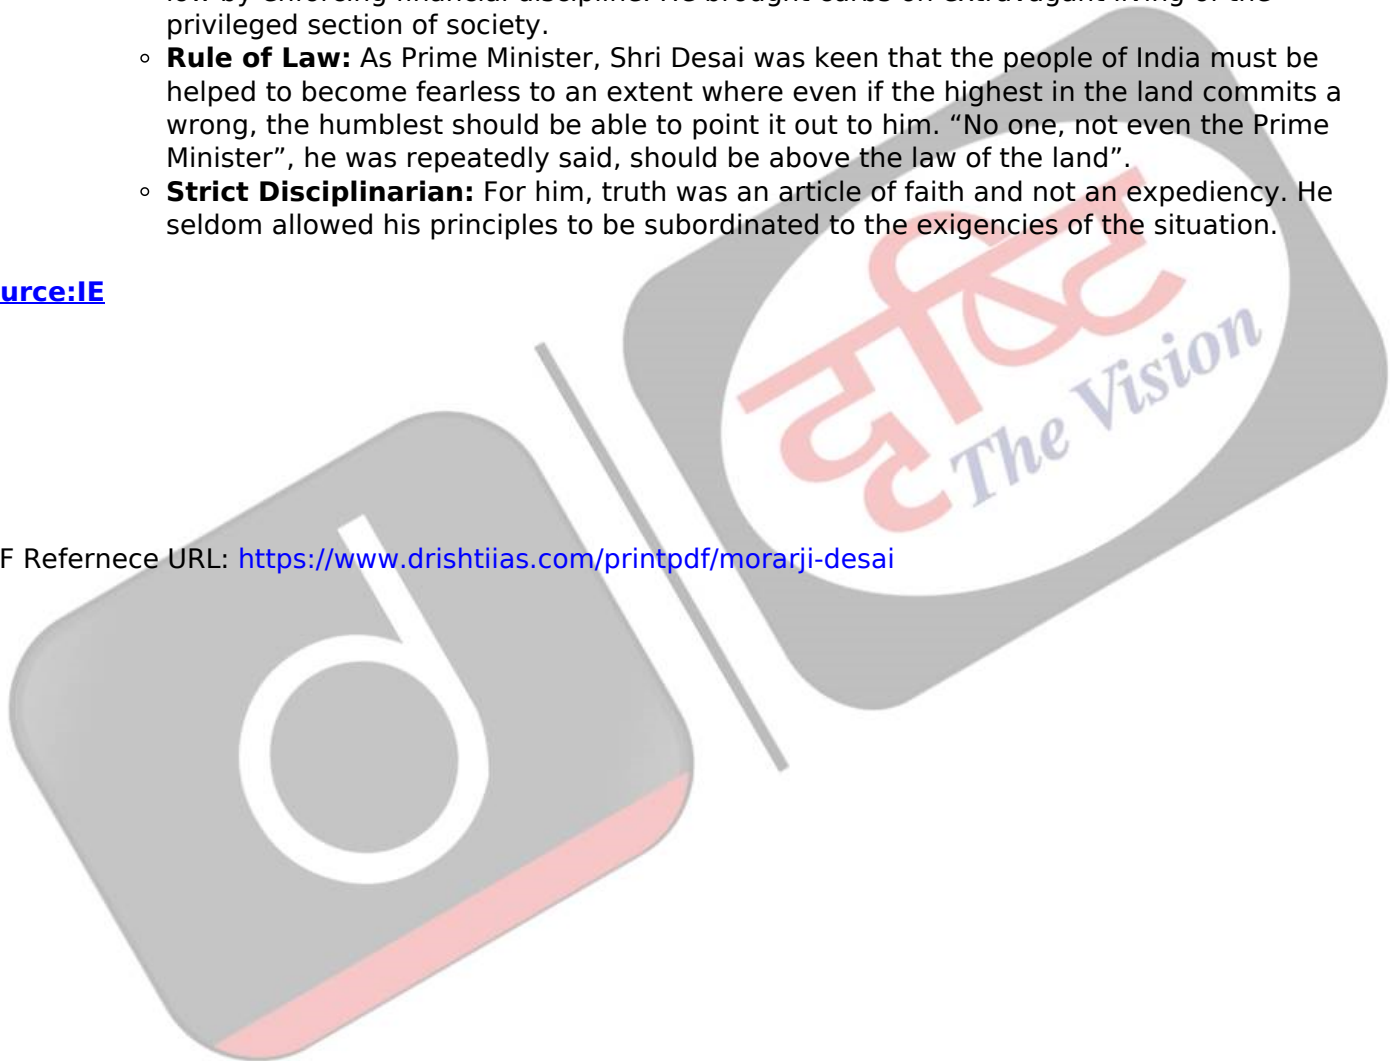 privileged section of society.
Rule of Law: As Prime Minister, Shri Desai was keen that the people of India must be
helped to become fearless to an extent where even if the highest in the land commits a
wrong, the humblest should be able to point it out to him. “No one, not even the Prime
Minister”, he was repeatedly said, should be above the law of the land”.
Strict Disciplinarian: For him, truth was an article of faith and not an expediency. He
seldom allowed his principles to be subordinated to the exigencies of the situation.
urce:IE
दृष्टि
The Vision
d
F Refernece URL: https://www.drishtiias.com/printpdf/morarji-desai